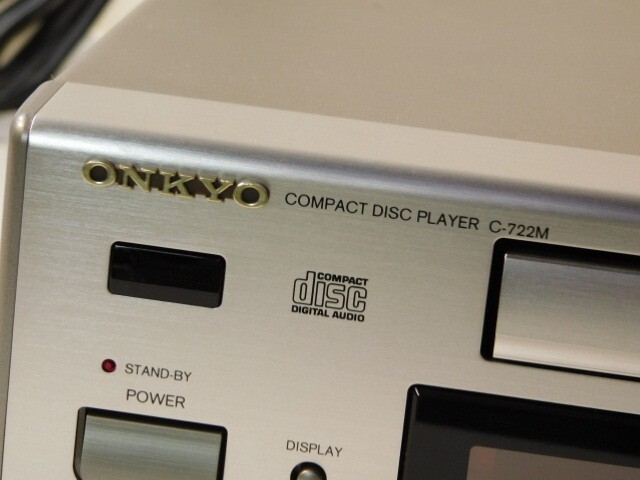 ONKYO COMPACT DISC PLAYER C-722M
COMPACT
disc
DIGITAL AUDIO
STAND-BY
POWER
DISPLAY